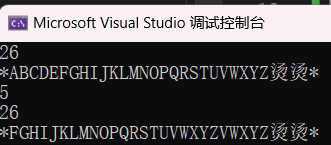 Microsoft Visual Studio 调试控制台
26
*ABCDEFGHIJKLMNOPQRSTUVWXYZ烫烫*
5
26
*FGHIJKLMNOPQRSTUVWXYZVWXYZ烫烫*